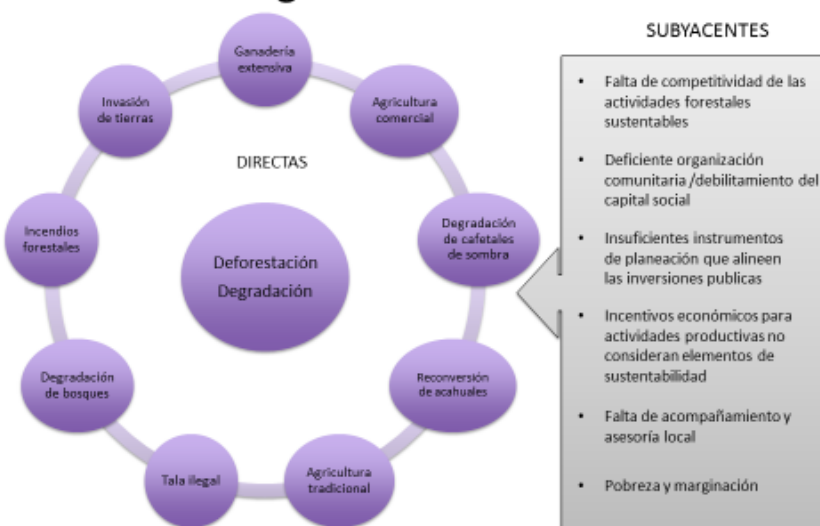 SUBYACENTES
Ganadería
extensiva
Agricultura
comercial
Degradación
de cafetales
de sombra
Reconversión
de acahuales
Agricultura
tradicional
Tala ilegal
Degradación
de bosques
Incendios
forestales
Invasión
de tierras
DIRECTAS
Deforestación
Degradación
• Falta de competitividad de las
actividades forestales
sustentables
• Deficiente organización
comunitaria/debilitamiento del
capital social
• Insuficientes instrumentos
de planeación que alineen
las inversiones publicas
• Incentivos económicos para
actividades productivas no
consideran elementos de
sustentabilidad
• Falta de acompañamiento y
asesoría local
• Pobreza y marginación